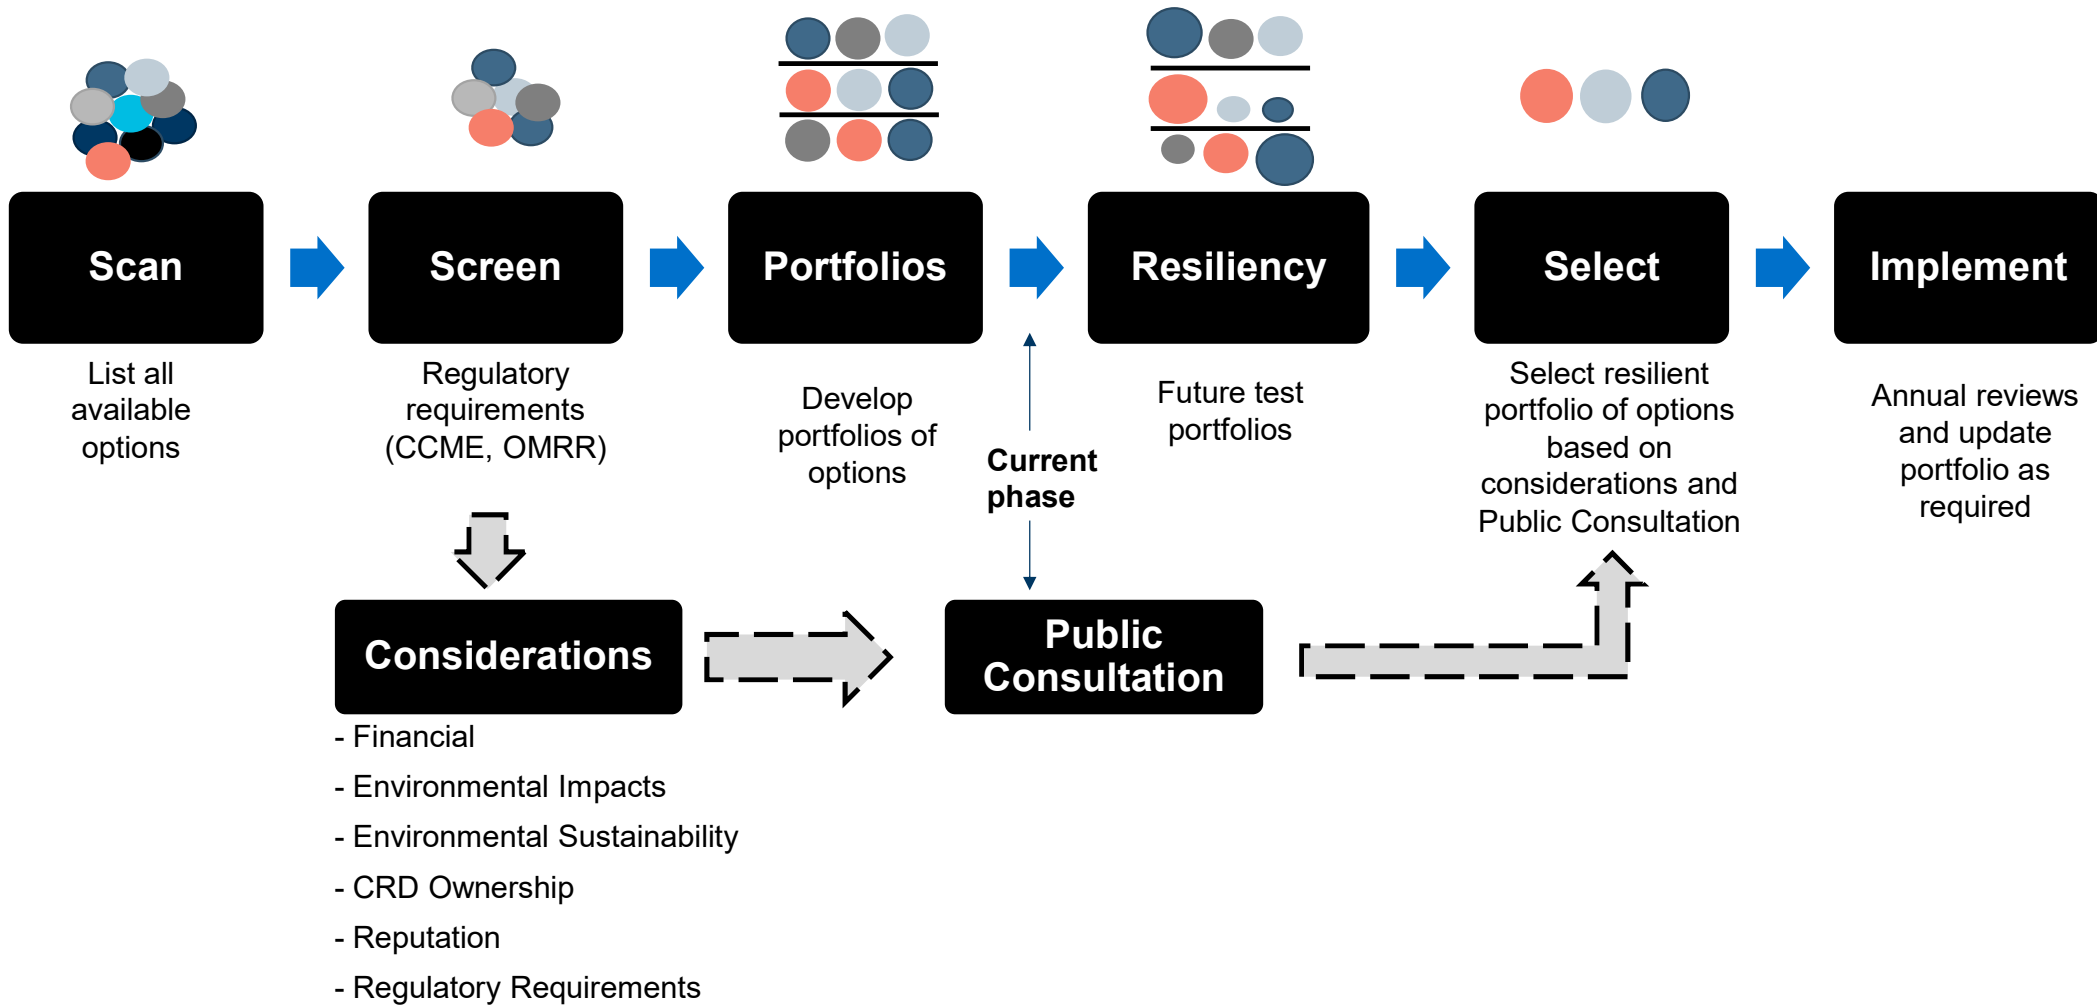 Scan
Screen
Portfolios
Resiliency
Select
Implement
List all
available
options
Regulatory
requirements
(CCME, OMRR)
Develop
portfolios of
options
Current
phase
Future test
portfolios
Select resilient
portfolio of options
based on
considerations and
Public Consultation
Annual reviews
and update
portfolio as
required
Considerations
Public
Consultation
- Financial
- Environmental Impacts
- Environmental Sustainability
- CRD Ownership
- Reputation
- Regulatory Requirements